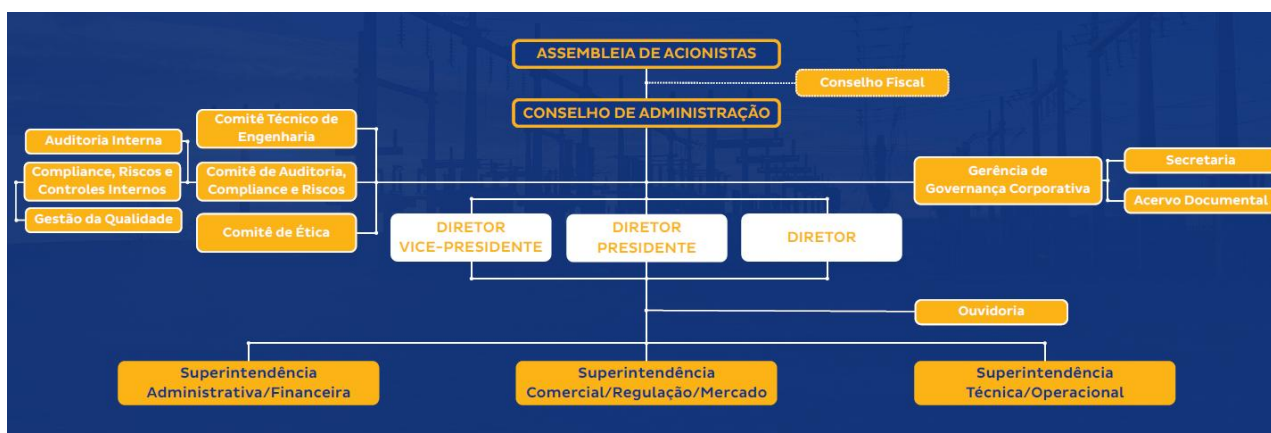 ASSEMBLEIA DE ACIONISTAS
Conselho Fiscal
CONSELHO DE ADMINISTRAÇÃO
Comitê Técnico de
Engenharia
Auditoria Interna
Compliance, Riscos e
Controles Internos
Comitê de Auditoria,
Compliance e Riscos
Gestão da Qualidade
Comitê de Ética
Gerência de
Governança Corporativa
Secretaria
Acervo Documental
DIRETOR
VICE-PRESIDENTE
DIRETOR
PRESIDENTE
DIRETOR
Ouvidoria
Superintendência
Administrativa/Financeira
Superintendência
Comercial/Regulação/Mercado
Superintendência
Técnica/Operacional